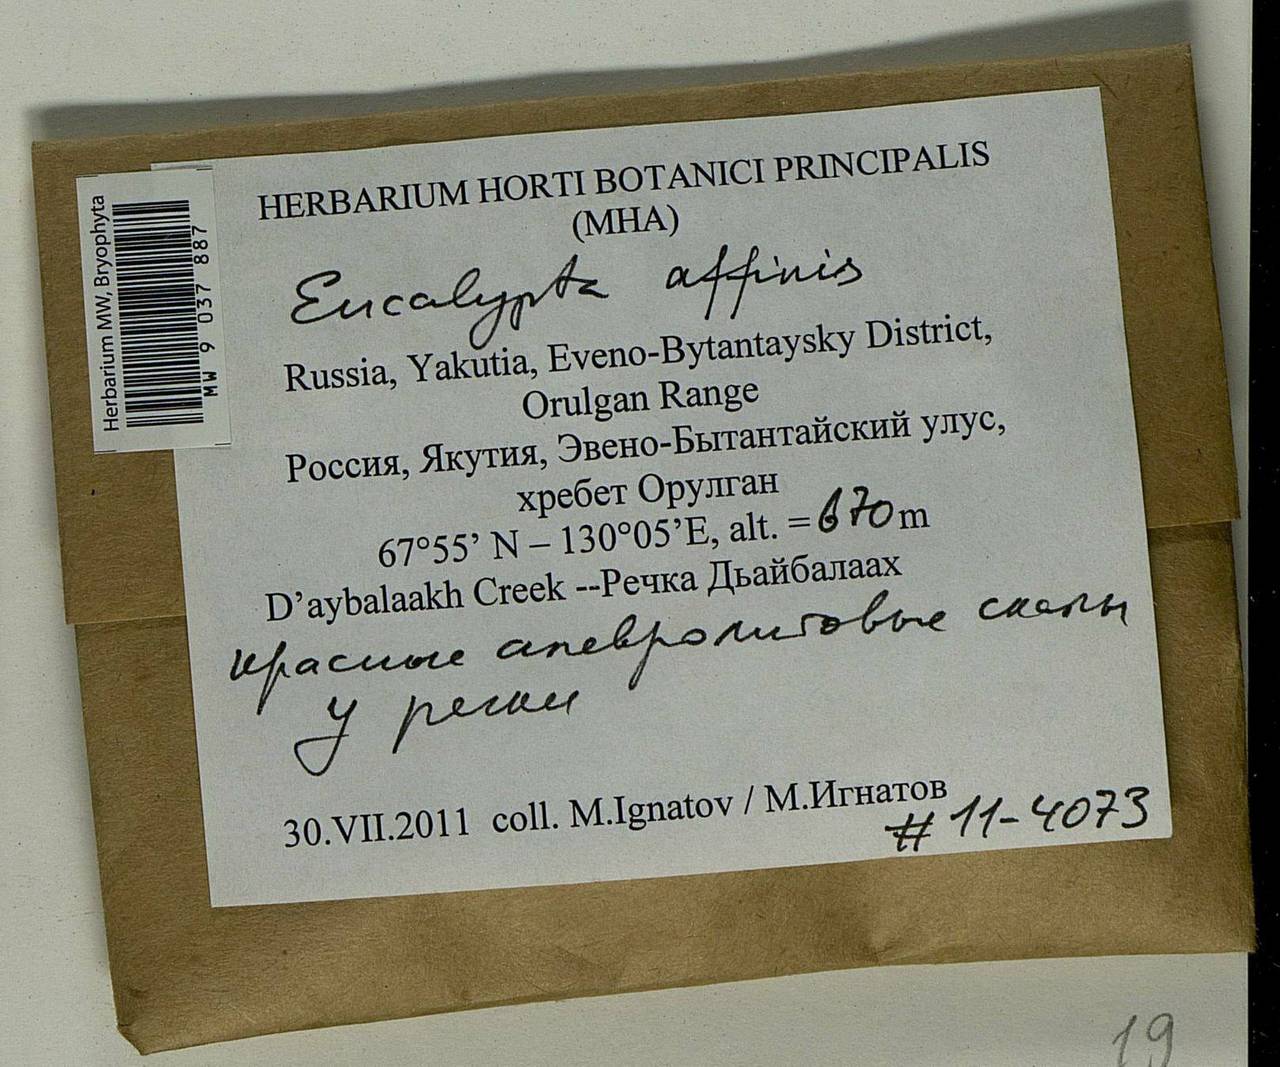 HERBARIUM HORTI BOTANICI PRINCIPALIS
(MHA)
Encalypta affinis
Russia, Yakutia, Eveno-Bytantaysky District,
Orulgan Range
Россия, Якутия, Эвено-Бытантайский улус,
хребет Орулган
67°55’ N – 130°05’E, alt. = 670 m
D’aybalaakh Creek --Речка Дьайбалаах
красные алевролитовые скалы
у речки
30.VII.2011 coll. M.Ignatov / М.Игнатов
# 11-4073
Herbarium MW, Bryophyta
MW 9 037 887
19